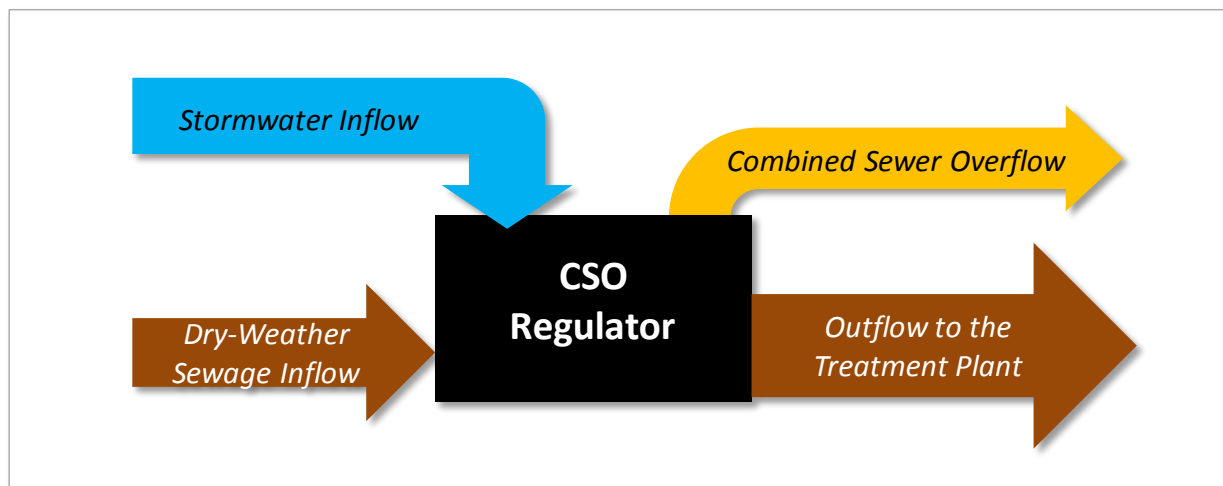 Stormwater Inflow
Combined Sewer Overflow
CSO
Regulator
Dry-Weather
Sewage Inflow
Outflow to the
Treatment Plant